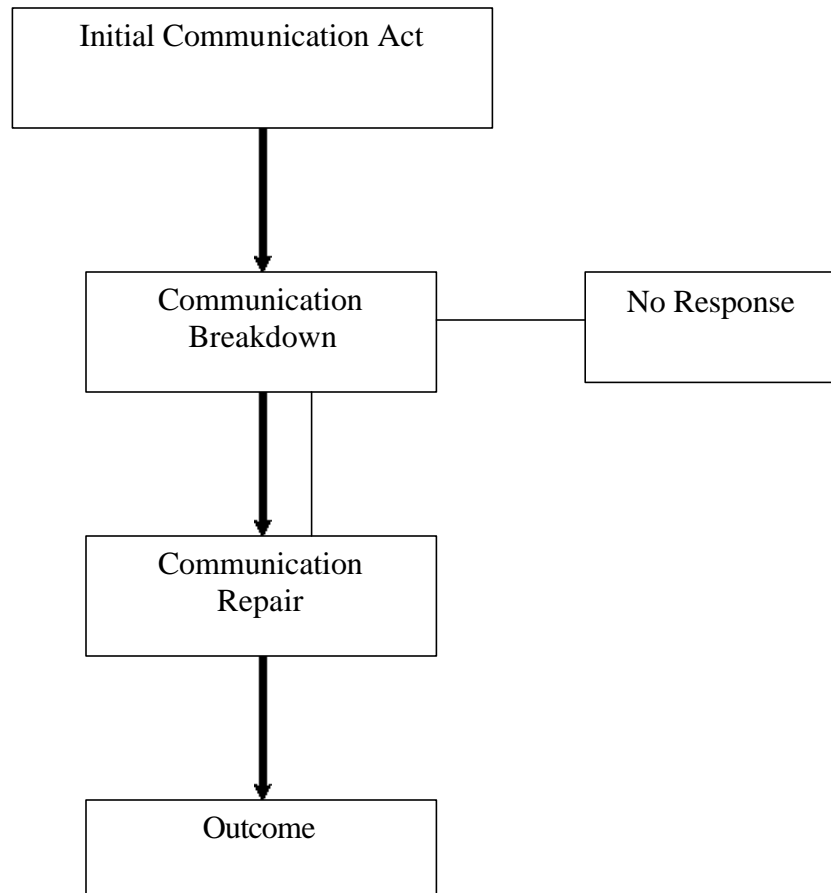 Initial Communication Act
Communication
Breakdown
No Response
Communication
Repair
Outcome